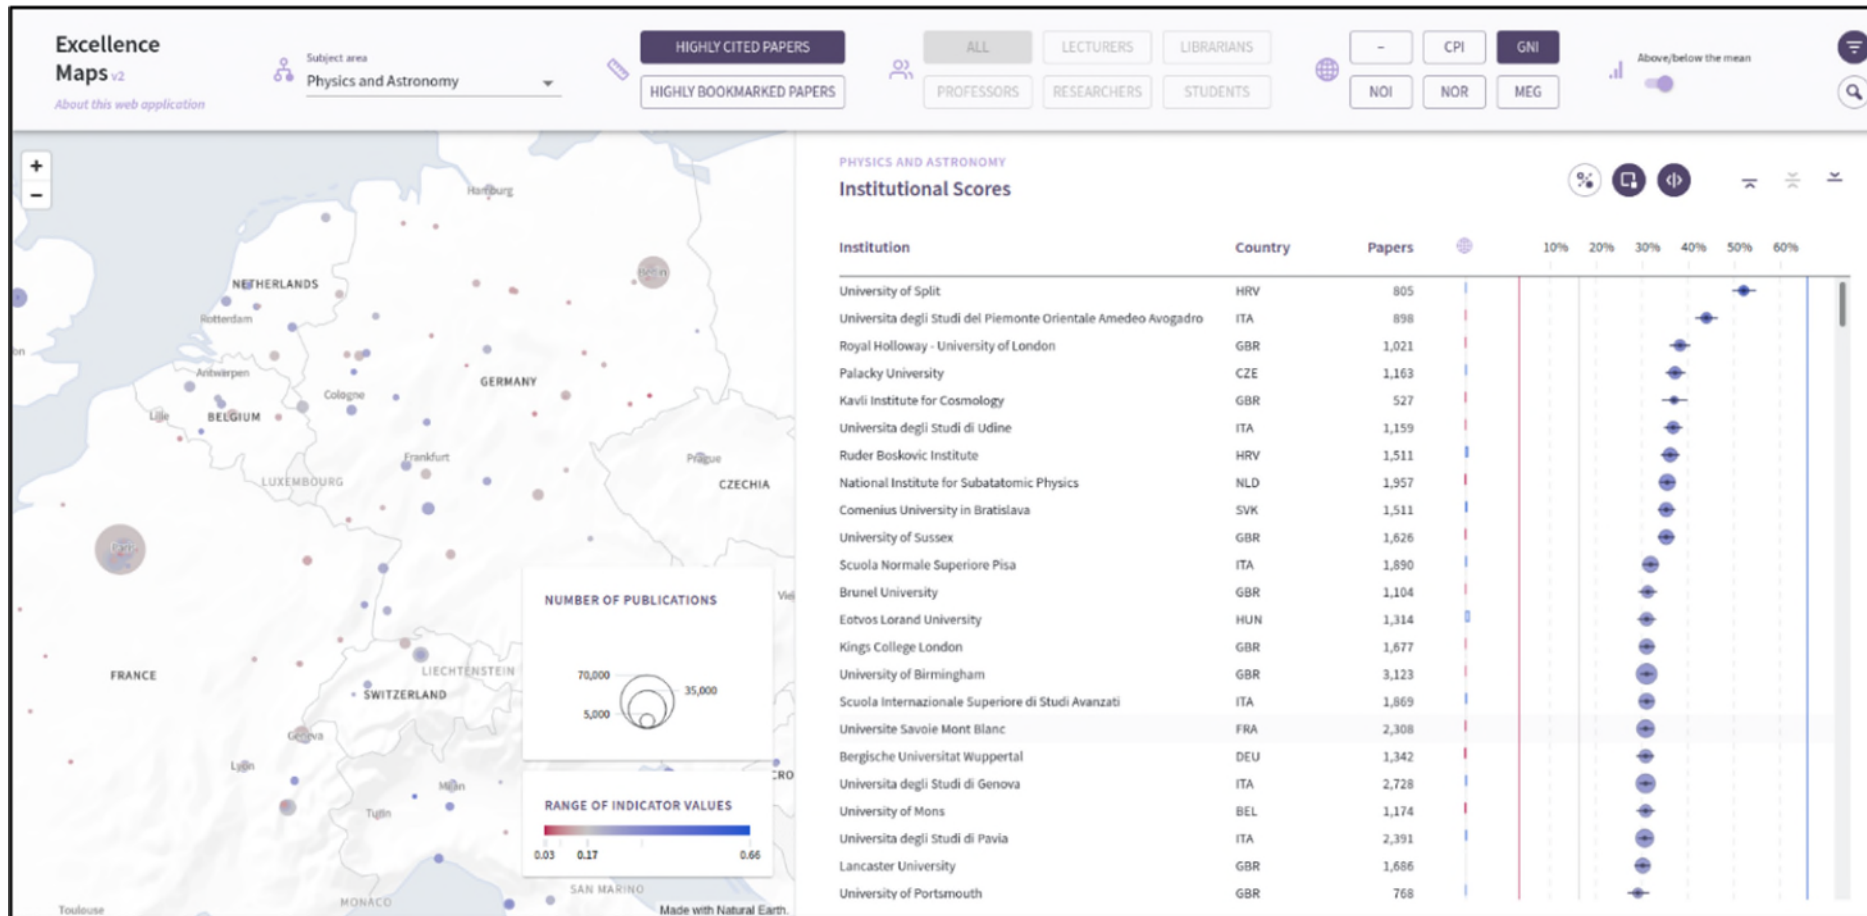 Excellence
Maps v2
About this web application
Subject area
Physics and Astronomy
HIGHLY CITED PAPERS
HIGHLY BOOKMARKED PAPERS
ALL LECTURERS LIBRARIANS
PROFESSORS RESEARCHERS STUDENTS
– CPI GNI
NOI NOR MEG
Above/below the mean
+
−
Hamburg
Berlin
NETHERLANDS
Rotterdam
Antwerpen
GERMANY
Cologne
Lille
BELGIUM
Frankfurt
Prague
LUXEMBOURG
CZECHIA
Paris
FRANCE
LIECHTENSTEIN
SWITZERLAND
Geneva
Lyon
Milan
Turin
CRO
SAN MARINO
MONACO
Toulouse
Made with Natural Earth.
NUMBER OF PUBLICATIONS
70,000
35,000
5,000
RANGE OF INDICATOR VALUES
0.03 0.17 0.66
PHYSICS AND ASTRONOMY
Institutional Scores
Institution Country Papers 10% 20% 30% 40% 50% 60%
University of Split HRV 805
Universita degli Studi del Piemonte Orientale Amedeo Avogadro ITA 898
Royal Holloway - University of London GBR 1,021
Palacky University CZE 1,163
Kavli Institute for Cosmology GBR 527
Universita degli Studi di Udine ITA 1,159
Ruder Boskovic Institute HRV 1,511
National Institute for Subatatomic Physics NLD 1,957
Comenius University in Bratislava SVK 1,511
University of Sussex GBR 1,626
Scuola Normale Superiore Pisa ITA 1,890
Brunel University GBR 1,104
Eotvos Lorand University HUN 1,314
Kings College London GBR 1,677
University of Birmingham GBR 3,123
Scuola Internazionale Superiore di Studi Avanzati ITA 1,869
Universite Savoie Mont Blanc FRA 2,308
Bergische Universitat Wuppertal DEU 1,342
Universita degli Studi di Genova ITA 2,728
University of Mons BEL 1,174
Universita degli Studi di Pavia ITA 2,391
Lancaster University GBR 1,686
University of Portsmouth GBR 768